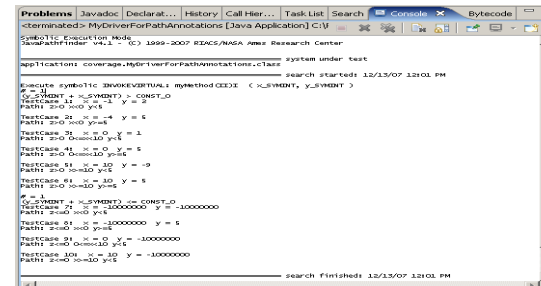 Problems Javadoc Declarat... History Call Hier... Task List Search Console Bytecode
<terminated> MyDriverForPathAnnotations [Java Application] C:\F
Symbolic Execution Mode
JavaPathfinder v4.1 - (C) 1999-2007 RIACS/NASA Ames Research Center
system under test
application: coverage.MyDriverForPathAnnotations.class
search started: 12/13/07 12:01 PM
Execute symbolic INVOKEVIRTUAL: myMethod(II)I ( x_SYMINT, y_SYMINT )
# = 1
(y_SYMINT + x_SYMINT) > CONST_0
TestCase 1: x = -1 y = 2
Path: z>0 x<0 y<5
TestCase 2: x = -4 y = 5
Path: z>0 x<0 y>=5
TestCase 3: x = 0 y = 1
Path: z>0 0<=x<10 y<5
TestCase 4: x = 0 y = 5
Path: z>0 0<=x<10 y>=5
TestCase 5: x = 10 y = -9
Path: z>0 x>=10 y<5
TestCase 6: x = 10 y = 5
Path: z>0 x>=10 y>=5
# = 1
(y_SYMINT + x_SYMINT) <= CONST_0
TestCase 7: x = -10000000 y = -10000000
Path: z<=0 x<0 y<5
TestCase 8: x = -10000000 y = 5
Path: z<=0 x<0 y>=5
TestCase 9: x = 0 y = -10000000
Path: z<=0 0<=x<10 y<5
TestCase 10: x = 10 y = -10000000
Path: z<=0 x>=10 y<5
search finished: 12/13/07 12:01 PM